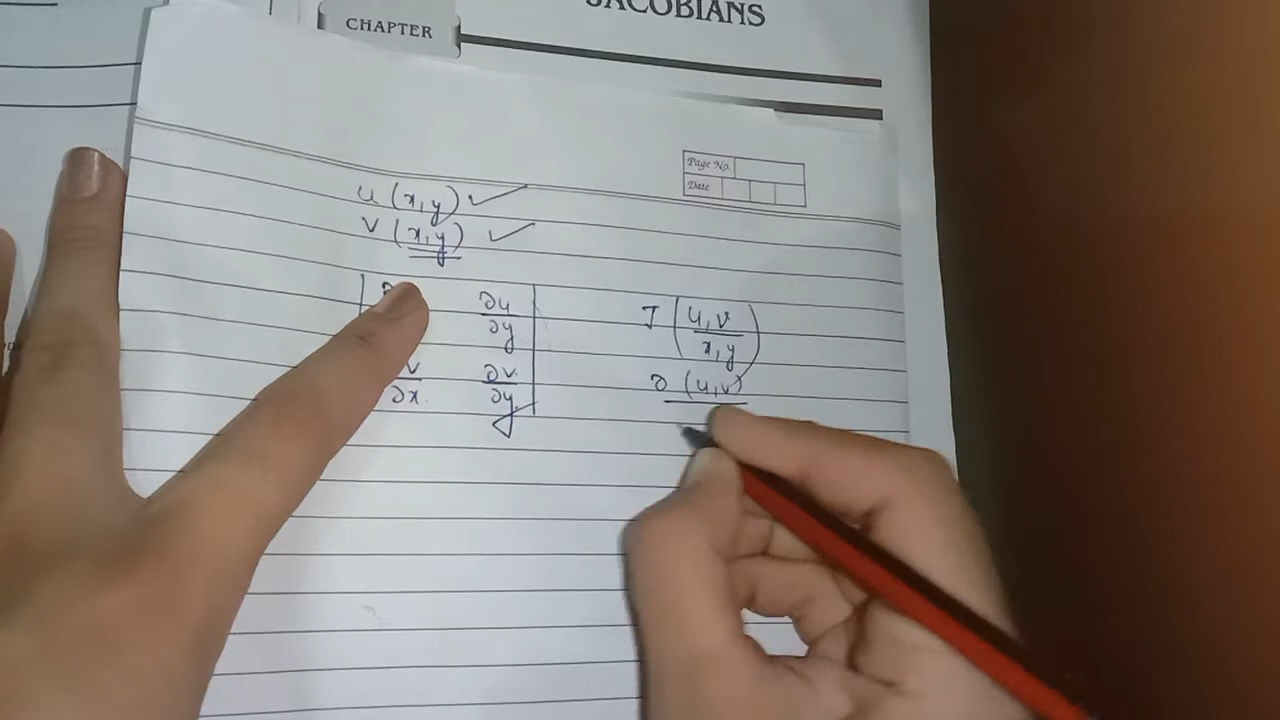 JACOBIANS
CHAPTER
Page No.
Date
u (x,y) ✓
v (x,y) ✓
∂u
∂y
v ∂v
∂x ∂y
J (u,v / x,y)
∂ (u,v)